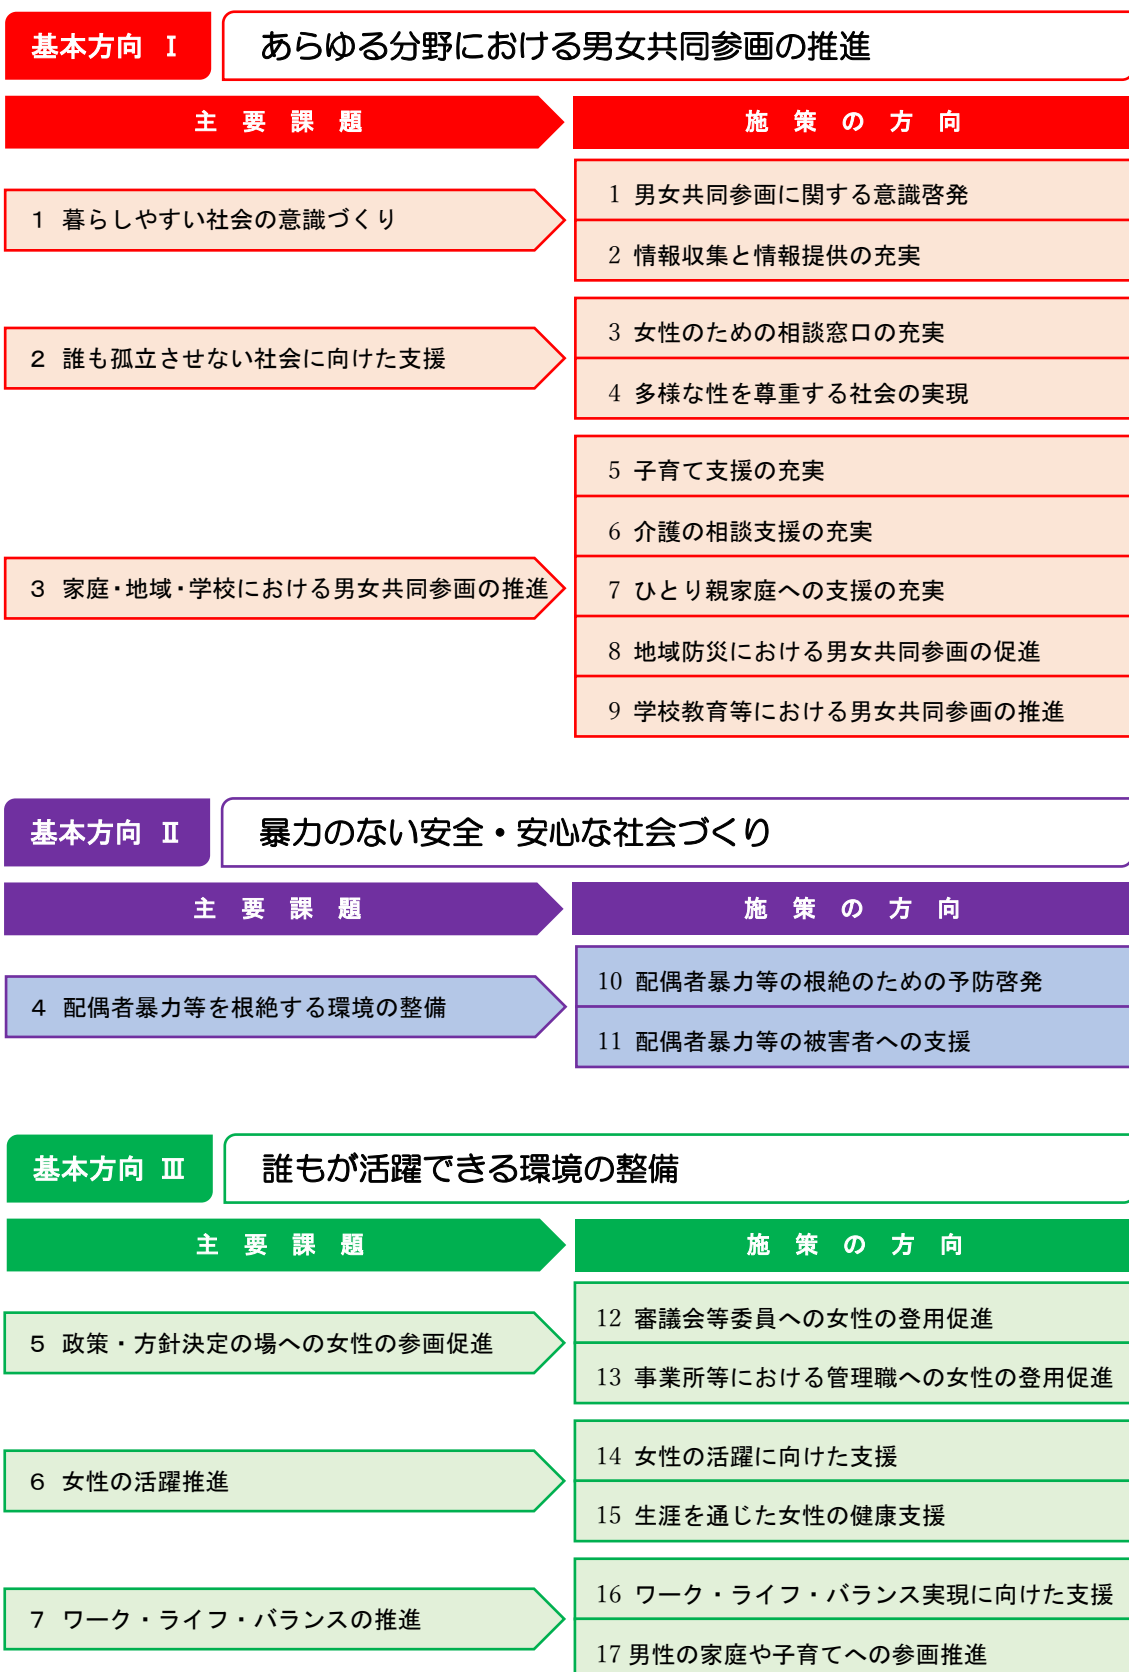 基本方向 Ⅰ
あらゆる分野における男女共同参画の推進
主要課題
施策の方向
1 暮らしやすい社会の意識づくり
1 男女共同参画に関する意識啓発
2 情報収集と情報提供の充実
2 誰も孤立させない社会に向けた支援
3 女性のための相談窓口の充実
4 多様な性を尊重する社会の実現
3 家庭・地域・学校における男女共同参画の推進
5 子育て支援の充実
6 介護の相談支援の充実
7 ひとり親家庭への支援の充実
8 地域防災における男女共同参画の促進
9 学校教育等における男女共同参画の推進
基本方向 Ⅱ
暴力のない安全・安心な社会づくり
主要課題
施策の方向
4 配偶者暴力等を根絶する環境の整備
10 配偶者暴力等の根絶のための予防啓発
11 配偶者暴力等の被害者への支援
基本方向 Ⅲ
誰もが活躍できる環境の整備
主要課題
施策の方向
5 政策・方針決定の場への女性の参画促進
12 審議会等委員への女性の登用促進
13 事業所等における管理職への女性の登用促進
6 女性の活躍推進
14 女性の活躍に向けた支援
15 生涯を通じた女性の健康支援
7 ワーク・ライフ・バランスの推進
16 ワーク・ライフ・バランス実現に向けた支援
17 男性の家庭や子育てへの参画推進